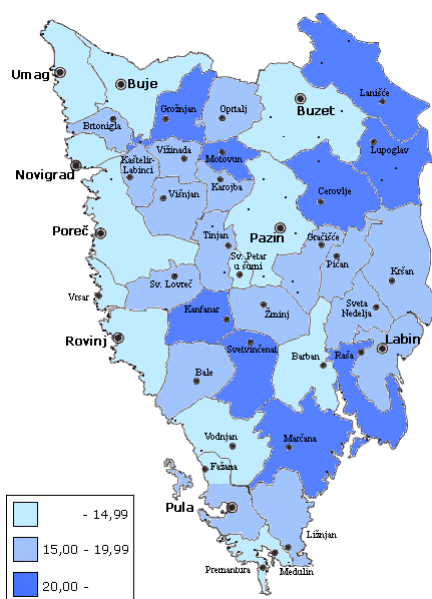 Umag
Buje
Grožnjan
Oprtalj
Buzet
Lanišće
Brtonigla
Lupoglav
Vižinada
Motovun
Novigrad
Kaštelir-
Labinci
Karojba
Višnjan
Cerovlje
Poreč
Tinjan
Pazin
Gračišće
Sv. Petar
u šumi
Pićan
Sv. Lovreč
Kršan
Vrsar
Sveta
Nedelja
Kanfanar
Žminj
Rovinj
Svetvinčenat
Labin
Raša
Barban
Bale
Vodnjan
Marčana
Fažana
Pula
Ližnjan
Premantura
Medulin
- 14,99
15,00 - 19,99
20,00 -